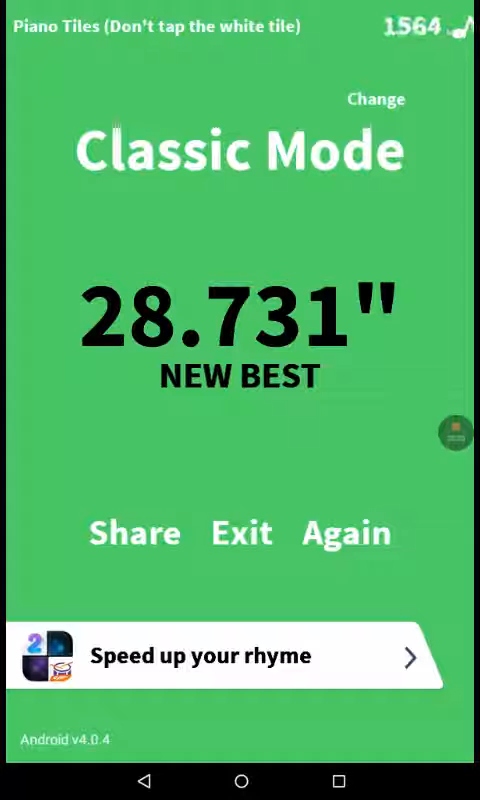 Piano Tiles (Don't tap the white tile)
1564
Change
Classic Mode
28.731"
NEW BEST
Share Exit Again
2
Speed up your rhyme
Android v4.0.4